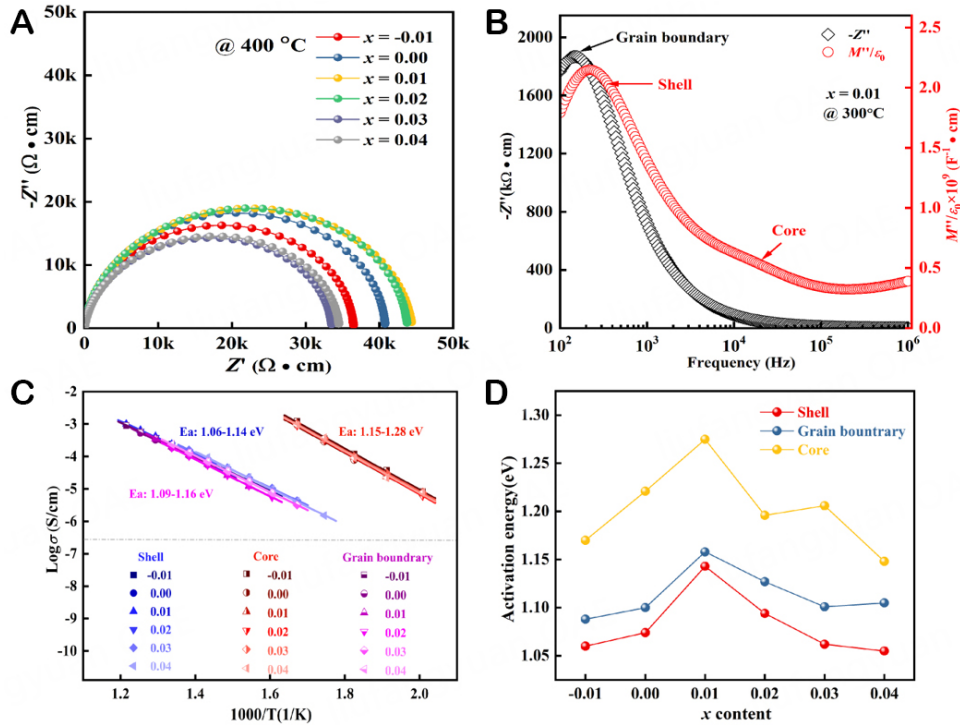 A
@ 400 °C
x = -0.01
x = 0.00
x = 0.01
x = 0.02
x = 0.03
x = 0.04
50k
40k
30k
20k
10k
0
-Z'' (Ω • cm)
0 10k 20k 30k 40k 50k
Z' (Ω • cm)
B
Grain boundary
-Z''
M''/ε0
Shell
x = 0.01
@ 300°C
Core
2000
1600
1200
800
400
0
-Z''(kΩ • cm)
2.5
2.0
1.5
1.0
0.5
0.0
M''/ε0×10^9 (F^-1 • cm)
10^2 10^3 10^4 10^5 10^6
Frequency (Hz)
C
Ea: 1.06-1.14 eV
Ea: 1.15-1.28 eV
Ea: 1.09-1.16 eV
Shell Core Grain boundrary
-0.01 -0.01 -0.01
0.00 0.00 0.00
0.01 0.01 0.01
0.02 0.02 0.02
0.03 0.03 0.03
0.04 0.04 0.04
-2
-3
-4
-5
-6
-7
-8
-9
-10
Logσ (S/cm)
1.2 1.4 1.6 1.8 2.0
1000/T(1/K)
D
Shell
Grain bountrary
Core
1.30
1.25
1.20
1.15
1.10
1.05
Activation energy(eV)
-0.01 0.00 0.01 0.02 0.03 0.04
x content